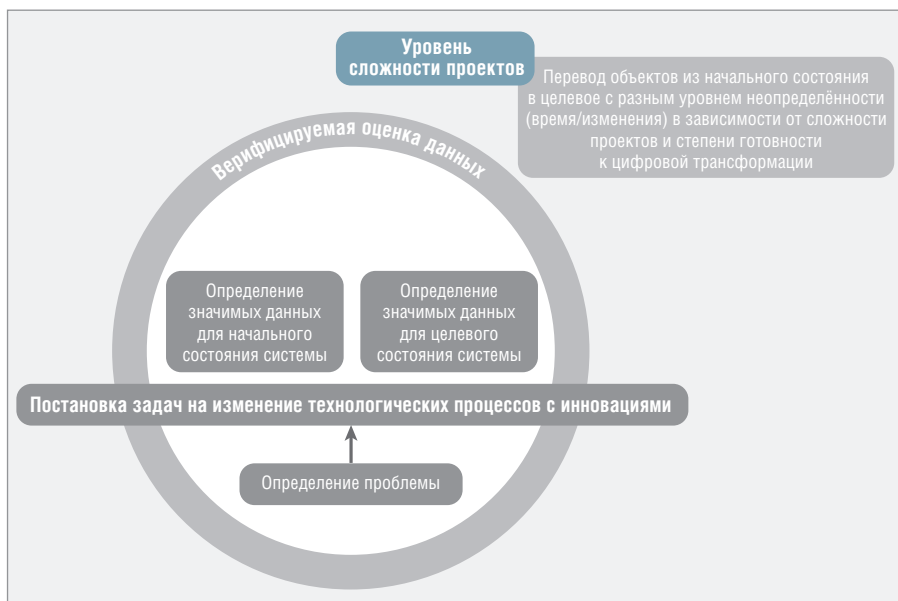 Уровень
сложности проектов
Перевод объектов из начального состояния
в целевое с разным уровнем неопределённости
(время/изменения) в зависимости от сложности
проектов и степени готовности
к цифровой трансформации
Верифицируемая оценка данных
Определение
значимых данных
для начального
состояния системы
Определение
значимых данных
для целевого
состояния системы
Постановка задач на изменение технологических процессов с инновациями
Определение проблемы